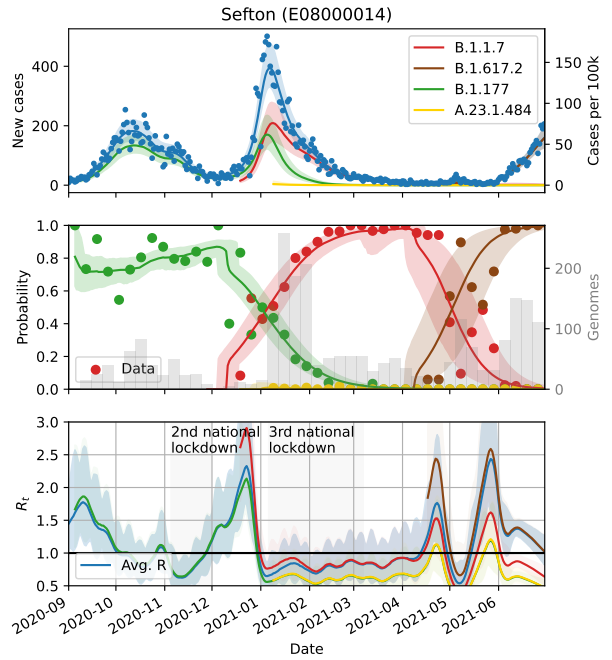 Sefton (E08000014)
New cases
400
200
0
B.1.1.7
B.1.617.2
B.1.177
A.23.1.484
150
100
50
0
Cases per 100k
Probability
1.0
0.8
0.6
0.4
0.2
0.0
Data
200
100
0
Genomes
R_t
3.0
2.5
2.0
1.5
1.0
0.5
2nd national
lockdown
3rd national
lockdown
Avg. R
2020-09
2020-10
2020-11
2020-12
2021-01
2021-02
2021-03
2021-04
2021-05
2021-06
Date